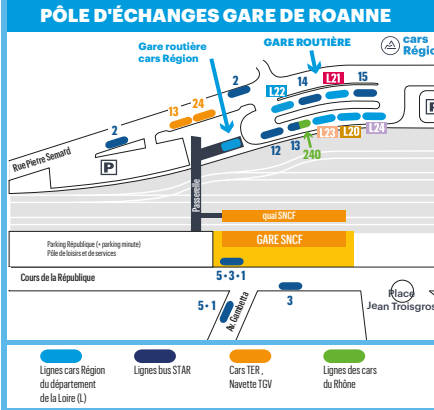 PÔLE D'ÉCHANGES GARE DE ROANNE
Gare routière
cars Région
GARE ROUTIÈRE
cars
Régio
2
14
L21
15
L22
24
13
2
12
13
240
L23
L20
L24
P
P
Rue Pierre Semard
Passerelle
quai SNCF
GARE SNCF
Parking République (+ parking minute)
Pôle de loisirs et de services
Cours de la République
5·3·1
5·1
3
Av. Gambetta
Place
Jean Troisgros
Lignes cars Région
du département
de la Loire (L)
Lignes bus STAR
Cars TER,
Navette TGV
Lignes des cars
du Rhône